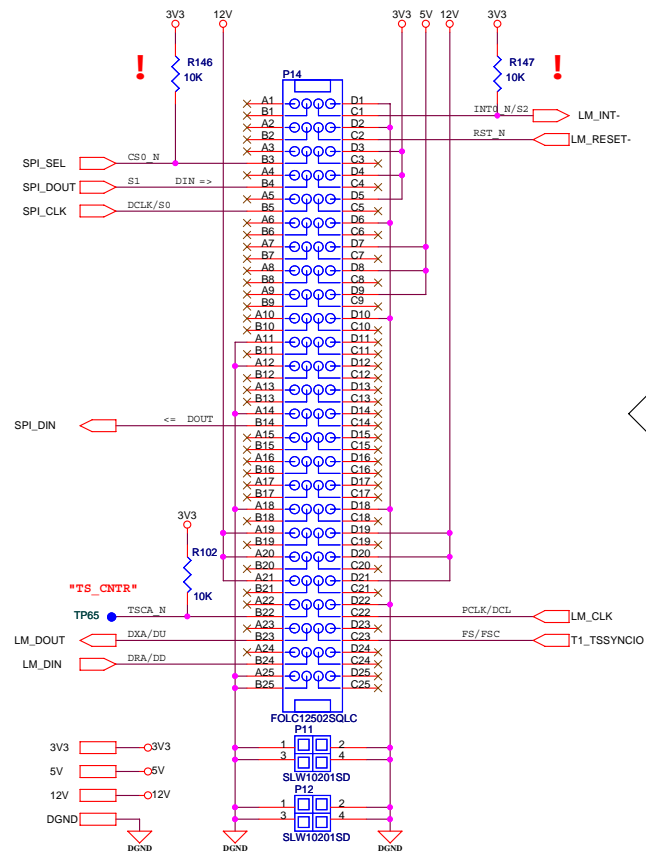 3V3 12V 3V3 5V 12V 3V3
! R146 10K R147 10K !
P14
A1 D1
B1 C1 INT0_N/S2 LM_INT-
A2 D2
B2 C2 RST_N LM_RESET-
A3 D3
SPI_SEL CS0_N B3 C3
A4 D4
SPI_DOUT S1 DIN => B4 C4
A5 D5
SPI_CLK DCLK/S0 B5 C5
A6 D6
B6 C6
A7 D7
B7 C7
A8 D8
B8 C8
A9 D9
B9 C9
A10 D10
B10 C10
A11 D11
B11 C11
A12 D12
B12 C12
A13 D13
B13 C13
A14 D14
SPI_DIN <= DOUT B14 C14
A15 D15
B15 C15
A16 D16
B16 C16
A17 D17
B17 C17
A18 D18
B18 C18
3V3
A19 D19
B19 C19
R102
A20 D20
B20 C20
10K
A21 D21
B21 C21
"TS_CNTR"
A22 D22
TP65 TSCA_N B22 C22 PCLK/DCL LM_CLK
A23 D23
LM_DOUT DXA/DU B23 C23 FS/FSC T1_TSSYNCIO
A24 D24
LM_DIN DRA/DD B24 C24
A25 D25
B25 C25
FOLC12502SQLC
P11
1 2
3 4
SLW10201SD
P12
1 2
3 4
SLW10201SD
3V3 3V3
5V 5V
12V 12V
DGND
DGND DGND DGND